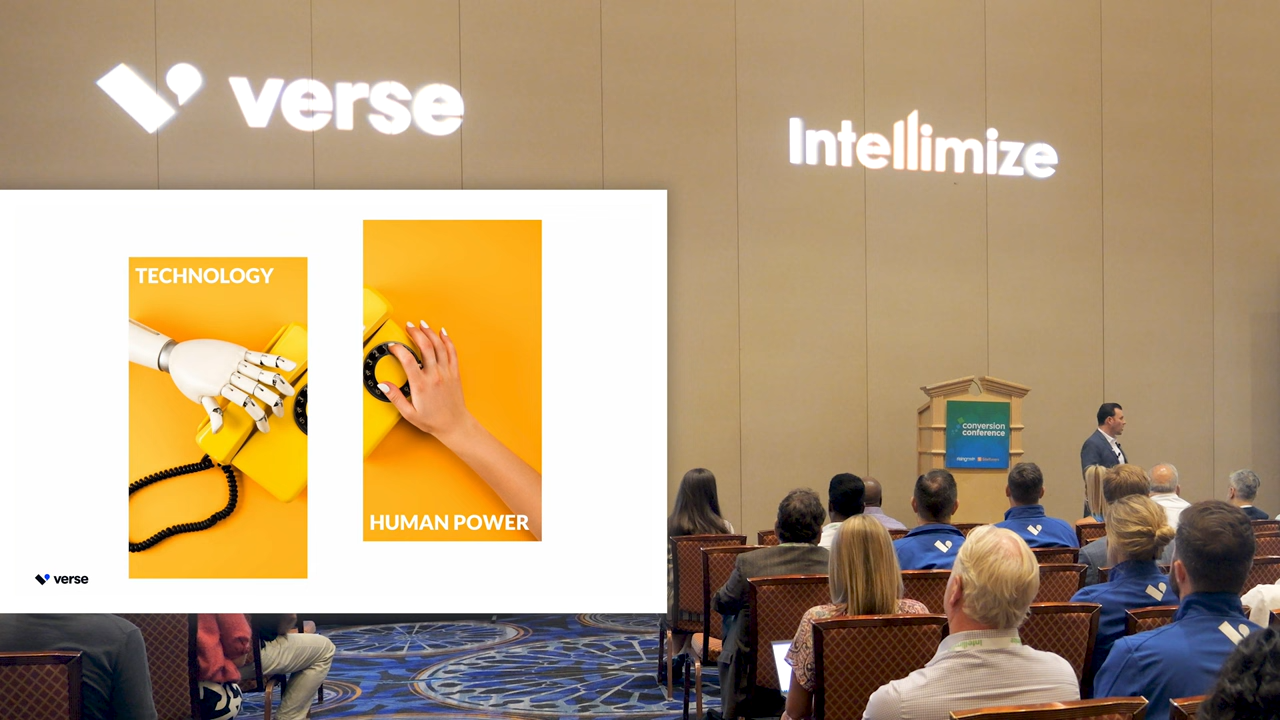 verse
Intellimize
TECHNOLOGY
HUMAN POWER
verse
conversion
conference